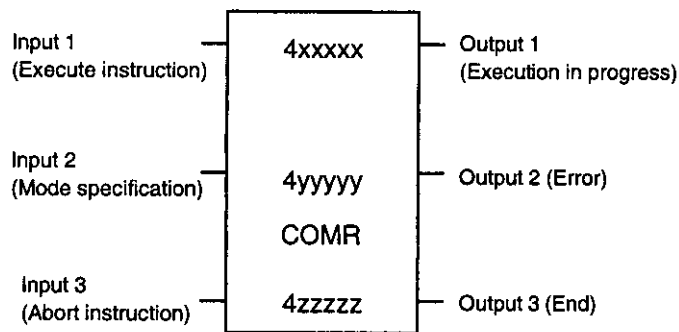 Input 1
(Execute instruction)
4xxxxx
Output 1
(Execution in progress)
Input 2
(Mode specification)
4yyyyy
Output 2 (Error)
COMR
Input 3
(Abort instruction)
4zzzzz
Output 3 (End)